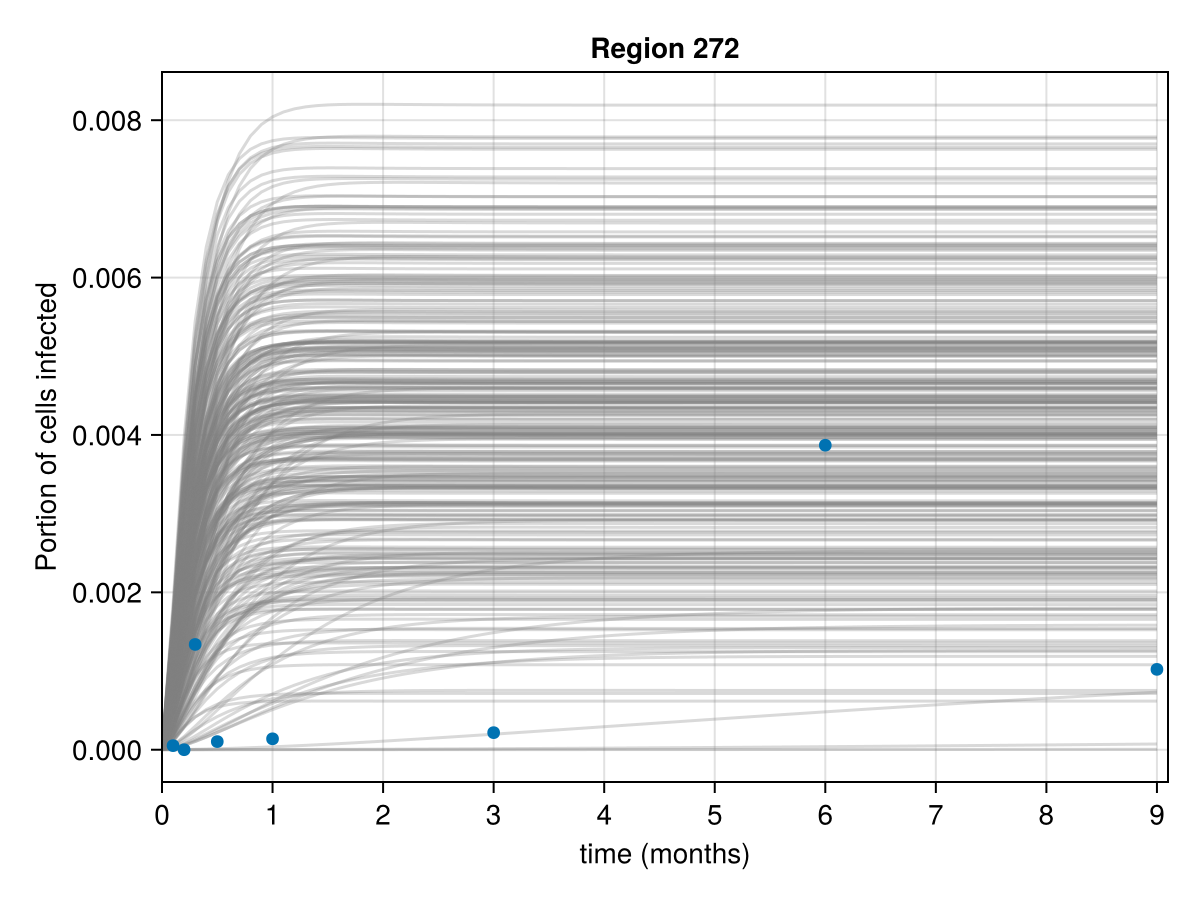 Region 272
Portion of cells infected
0.008
0.006
0.004
0.002
0.000
0 1 2 3 4 5 6 7 8 9
time (months)